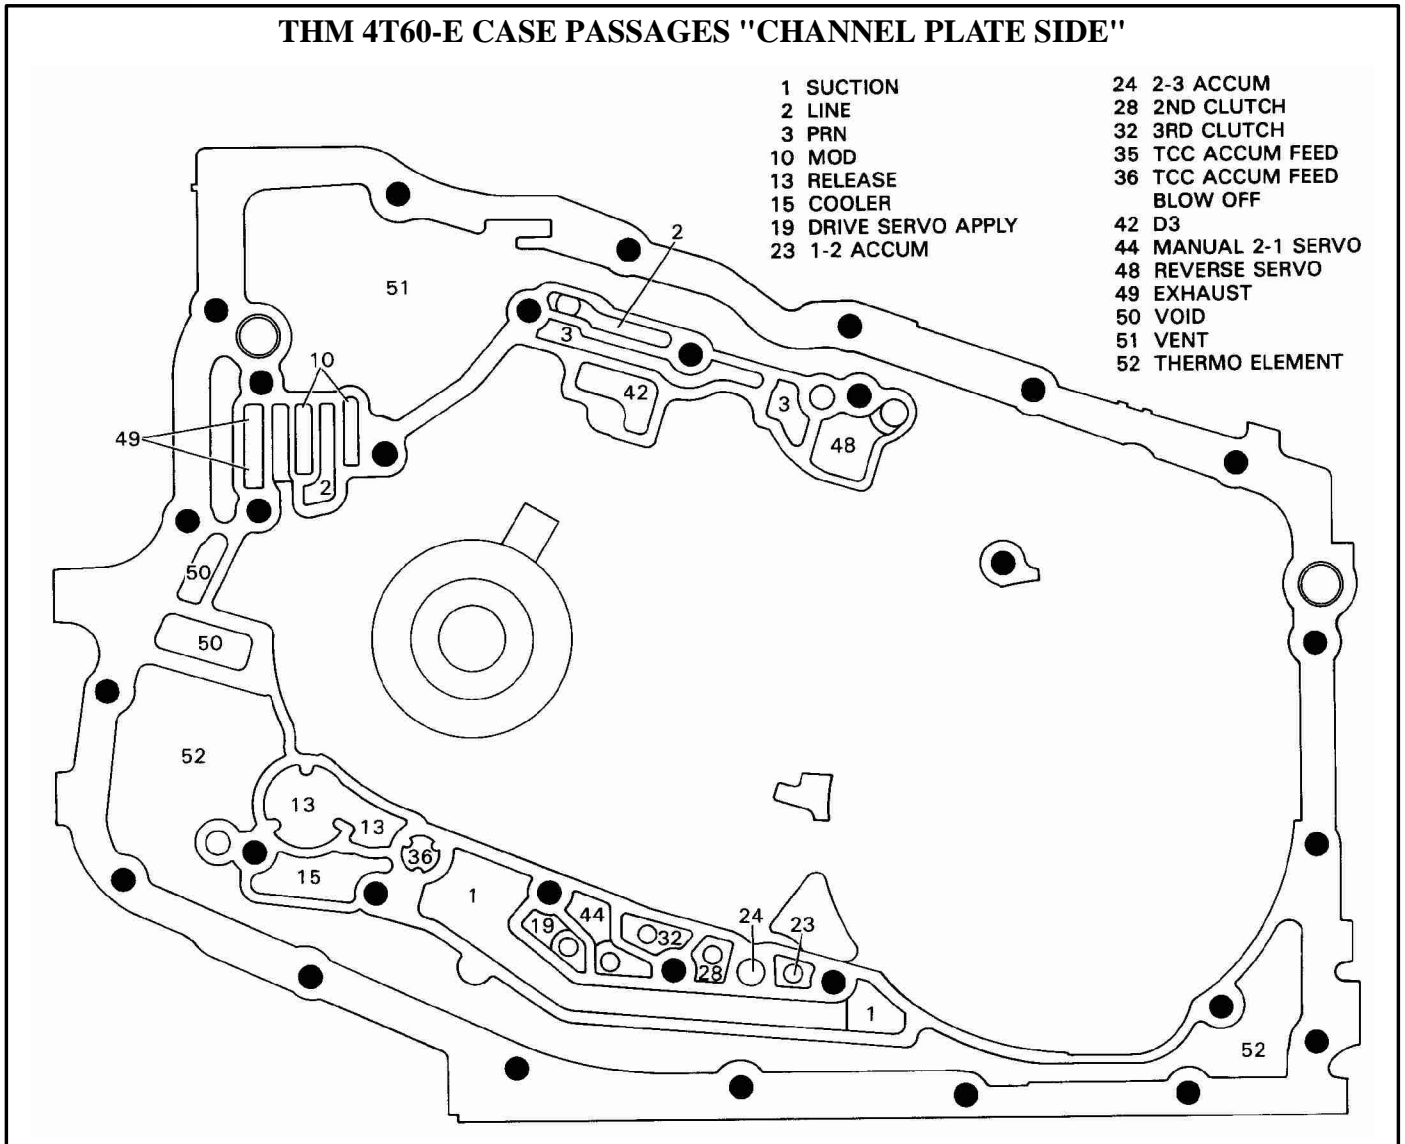 THM 4T60-E CASE PASSAGES "CHANNEL PLATE SIDE"
1 SUCTION
2 LINE
3 PRN
10 MOD
13 RELEASE
15 COOLER
19 DRIVE SERVO APPLY
23 1-2 ACCUM
24 2-3 ACCUM
28 2ND CLUTCH
32 3RD CLUTCH
35 TCC ACCUM FEED
36 TCC ACCUM FEED
BLOW OFF
42 D3
44 MANUAL 2-1 SERVO
48 REVERSE SERVO
49 EXHAUST
50 VOID
51 VENT
52 THERMO ELEMENT
2
51
3
10
42
3
49
48
2
50
50
52
13
13
36
15
1
19
44
32
28
24
23
1
52